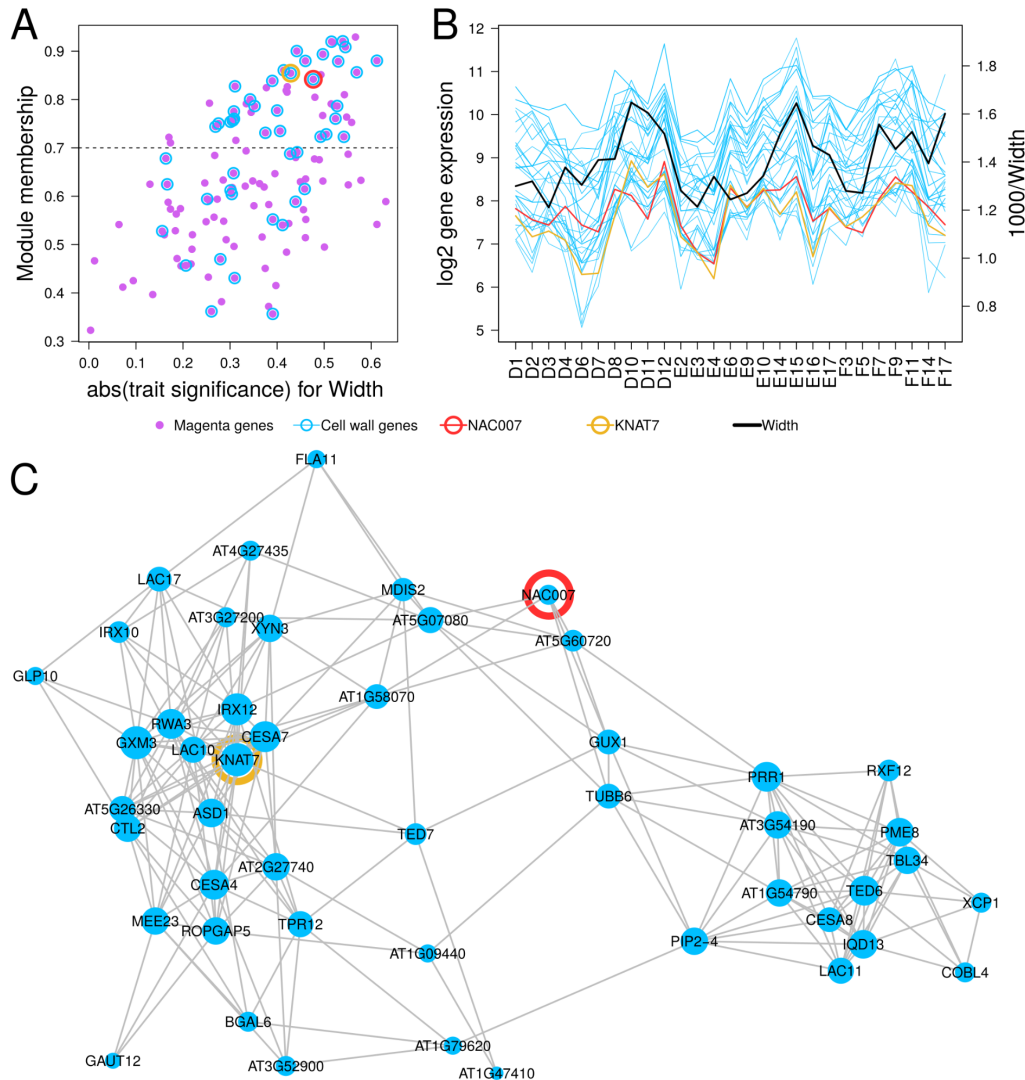 A
Module membership
0.9
0.8
0.7
0.6
0.5
0.4
0.3
0.0
0.1
0.2
0.3
0.4
0.5
0.6
abs(trait significance) for Width
B
log2 gene expression
12
11
10
9
8
7
6
5
1.8
1.6
1.4
1.2
1.0
0.8
1000/Width
D1
D2
D3
D4
D6
D7
D8
D10
D11
D12
E2
E3
E4
E6
E9
E10
E14
E15
E16
E17
F3
F5
F7
F9
F11
F14
F17
Magenta genes
Cell wall genes
NAC007
KNAT7
Width
C
FLA11
AT4G27435
LAC17
MDIS2
NAC007
AT3G27200
XYN3
AT5G07080
IRX10
AT5G60720
GLP10
AT1G58070
IRX12
RWA3
CESA7
GXM3
LAC10
KNAT7
GUX1
PRR1
RXF12
TUBB6
AT5G26330
ASD1
CTL2
TED7
AT3G54190
PME8
TBL34
AT2G27740
CESA4
AT1G54790
TED6
XCP1
MEE23
ROPGAP5
TPR12
CESA8
PIP2−4
IQD13
AT1G09440
LAC11
COBL4
BGAL6
AT1G79620
GAUT12
AT3G52900
AT1G47410